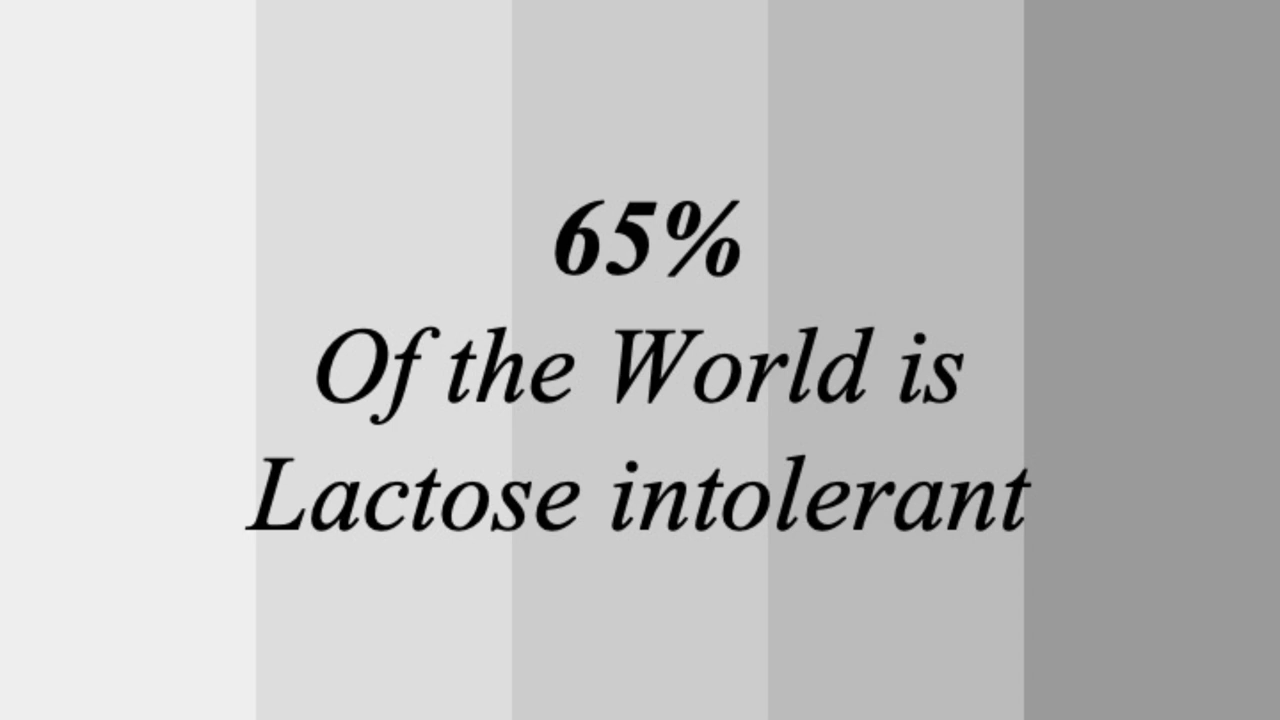 65%
Of the World is
Lactose intolerant